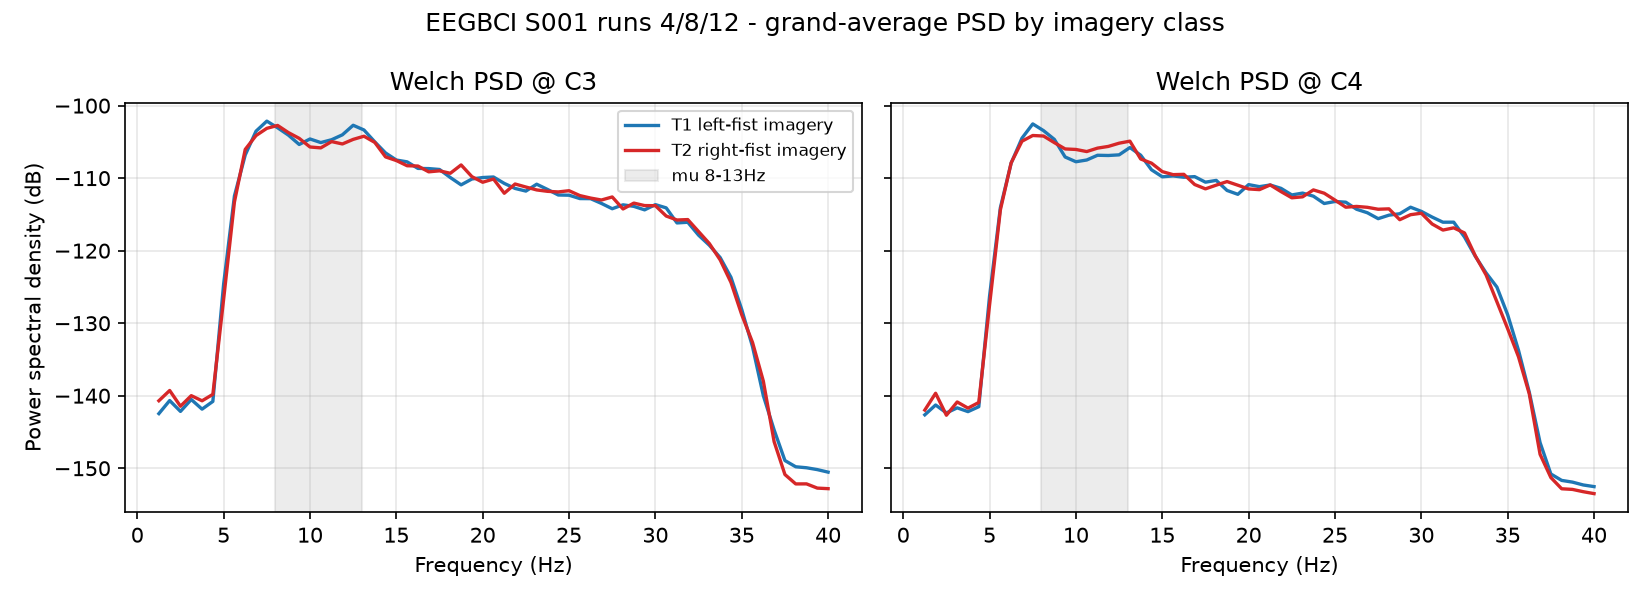 EEGBCI S001 runs 4/8/12 - grand-average PSD by imagery class
Welch PSD @ C3
Welch PSD @ C4
Power spectral density (dB)
−100
−110
−120
−130
−140
−150
T1 left-fist imagery
T2 right-fist imagery
mu 8-13Hz
0 5 10 15 20 25 30 35 40
0 5 10 15 20 25 30 35 40
Frequency (Hz)
Frequency (Hz)